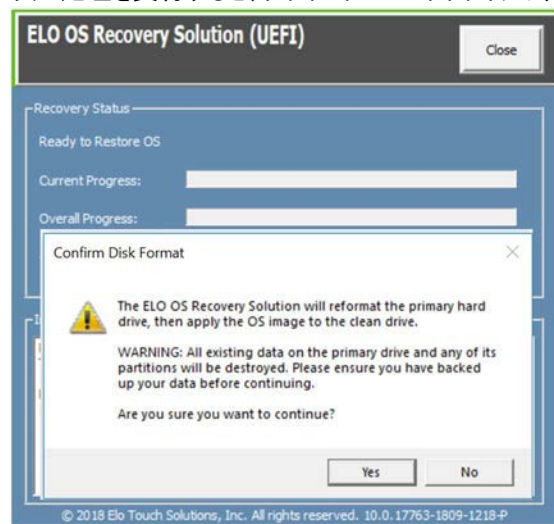 ELO OS Recovery Solution (UEFI)
Close
Recovery Status
Ready to Restore OS
Current Progress:
Overall Progress:
Confirm Disk Format
The ELO OS Recovery Solution will reformat the primary hard
drive, then apply the OS image to the clean drive.
WARNING: All existing data on the primary drive and any of its
partitions will be destroyed. Please ensure you have backed
up your data before continuing.
Are you sure you want to continue?
Yes
No
© 2018 Elo Touch Solutions, Inc. All rights reserved. 10.0.17763-1809-1218-P